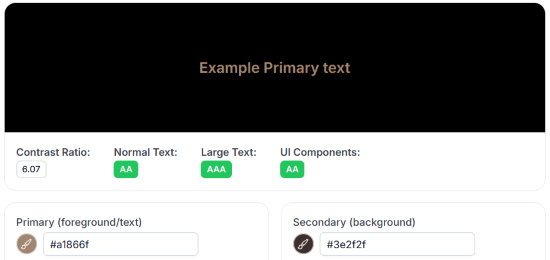 Example Primary text
Contrast Ratio: Normal Text: Large Text: UI Components:
6.07 AA AAA AA
Primary (foreground/text) Secondary (background)
#a1866f #3e2f2f